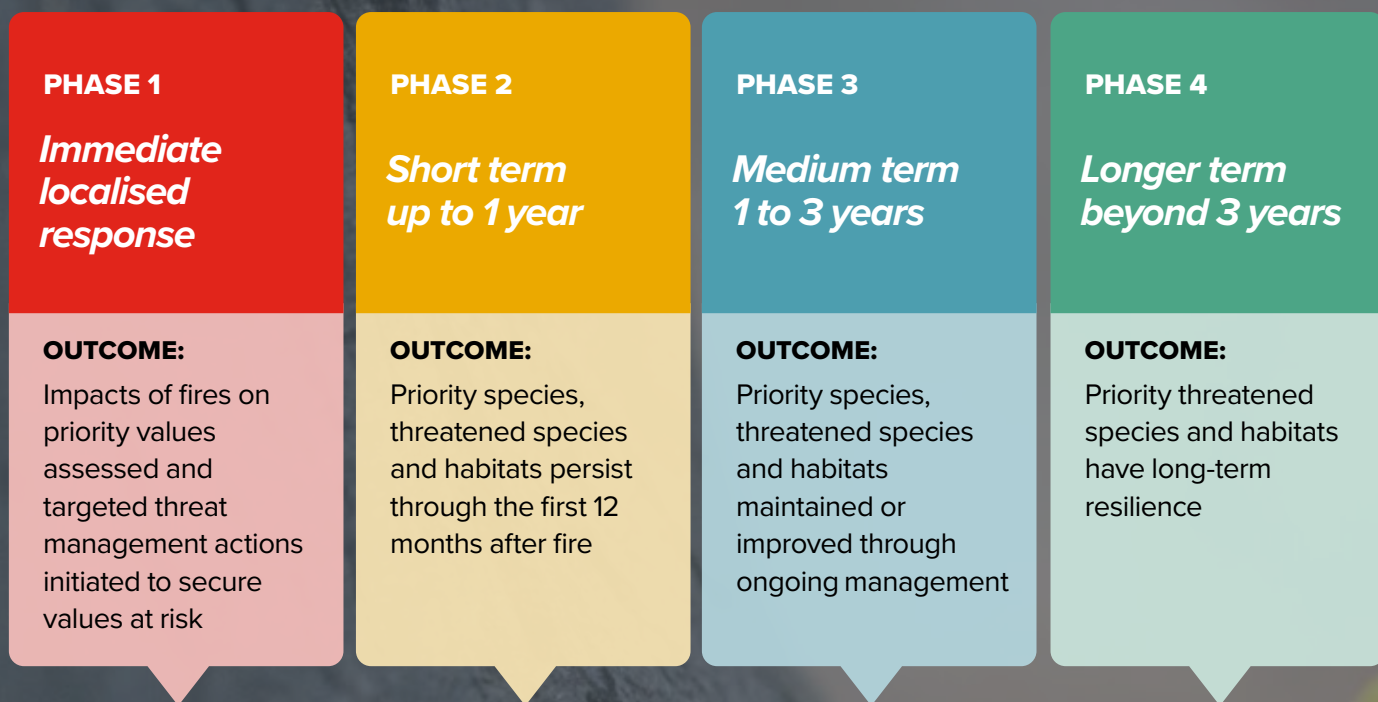 PHASE 1
Immediate
localised
response
OUTCOME:
Impacts of fires on
priority values
assessed and
targeted threat
management actions
initiated to secure
values at risk
PHASE 2
Short term
up to 1 year
OUTCOME:
Priority species,
threatened species
and habitats persist
through the first 12
months after fire
PHASE 3
Medium term
1 to 3 years
OUTCOME:
Priority species,
threatened species
and habitats
maintained or
improved through
ongoing management
PHASE 4
Longer term
beyond 3 years
OUTCOME:
Priority threatened
species and habitats
have long-term
resilience